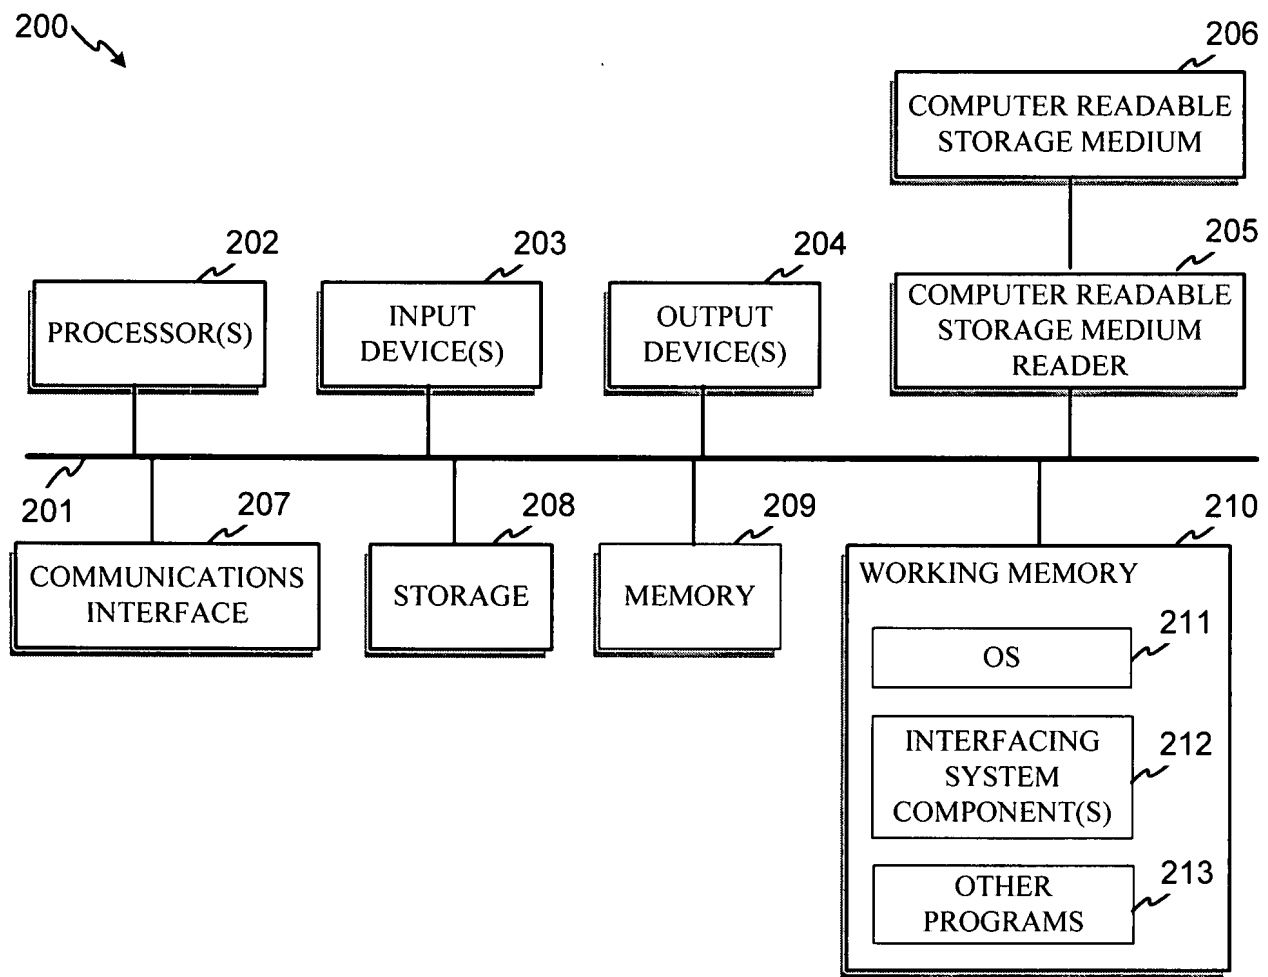 200
206
COMPUTER READABLE
STORAGE MEDIUM
202
203
204
205
PROCESSOR(S)
INPUT
DEVICE(S)
OUTPUT
DEVICE(S)
COMPUTER READABLE
STORAGE MEDIUM
READER
201
207
208
209
210
COMMUNICATIONS
INTERFACE
STORAGE
MEMORY
WORKING MEMORY
211
OS
212
INTERFACING
SYSTEM
COMPONENT(S)
213
OTHER
PROGRAMS